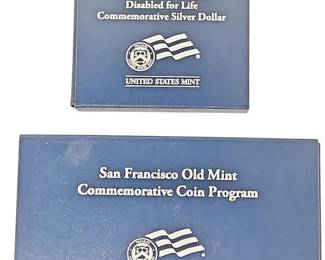 Disabled for Life
Commemorative Silver Dollar
UNITED STATES MINT
San Francisco Old Mint
Commemorative Coin Program